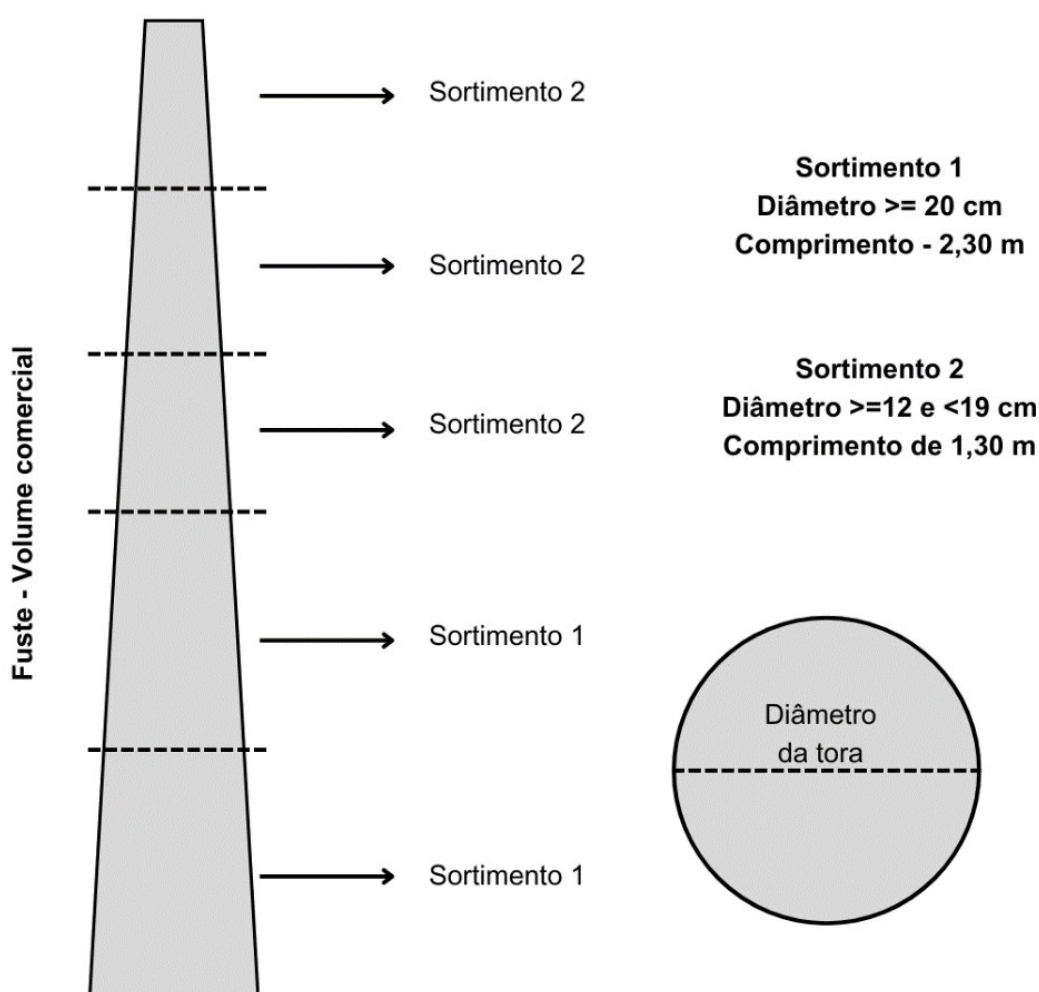 Sortimento 2
Sortimento 2
Sortimento 2
Sortimento 1
Sortimento 1
Fuste - Volume comercial
Sortimento 1
Diâmetro >= 20 cm
Comprimento - 2,30 m
Sortimento 2
Diâmetro >=12 e <19 cm
Comprimento de 1,30 m
Diâmetro
da tora